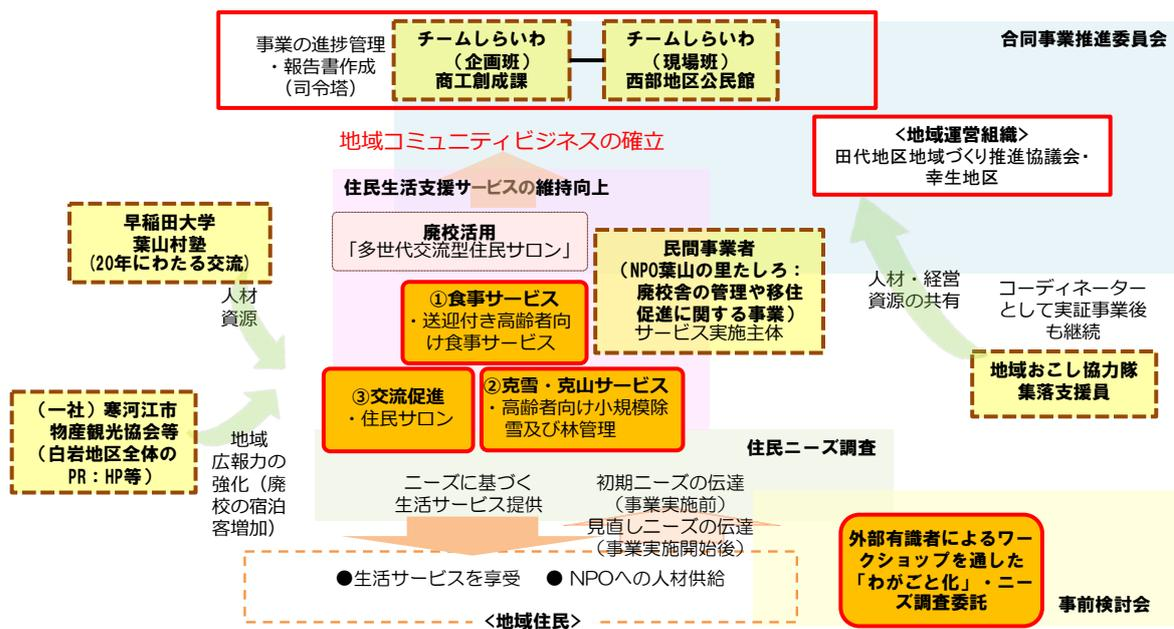 事業の進捗管理
・報告書作成
(司令塔)
チームしらいわ
(企画班)
商工創成課
チームしらいわ
(現場班)
西部地区公民館
合同事業推進委員会
地域コミュニティビジネスの確立
<地域運営組織>
田代地区地域づくり推進協議会・
幸生地区
住民生活支援サービスの維持向上
早稲田大学
葉山村塾
(20年にわたる交流)
廃校活用
「多世代交流型住民サロン」
民間事業者
(NPO葉山の里たしろ:
廃校舎の管理や移住
促進に関する事業)
サービス実施主体
人材・経営
資源の共有
コーディネーター
として実証事業後
も継続
人材
資源
①食事サービス
・送迎付き高齢者向
け食事サービス
地域おこし協力隊
集落支援員
③交流促進
・住民サロン
②克雪・克山サービス
・高齢者向け小規模除
雪及び林管理
(一社)寒河江市
物産観光協会等
(白岩地区全体の
PR:HP等)
地域
広報力の
強化(廃
校の宿泊
客増加)
住民ニーズ調査
ニーズに基づく
生活サービス提供
初期ニーズの伝達
(事業実施前)
見直しニーズの伝達
(事業実施開始後)
外部有識者によるワー
クショップを通した
「わがごと化」・ニー
ズ調査委託
事前検討会
●生活サービスを享受 ● NPOへの人材供給
<地域住民>